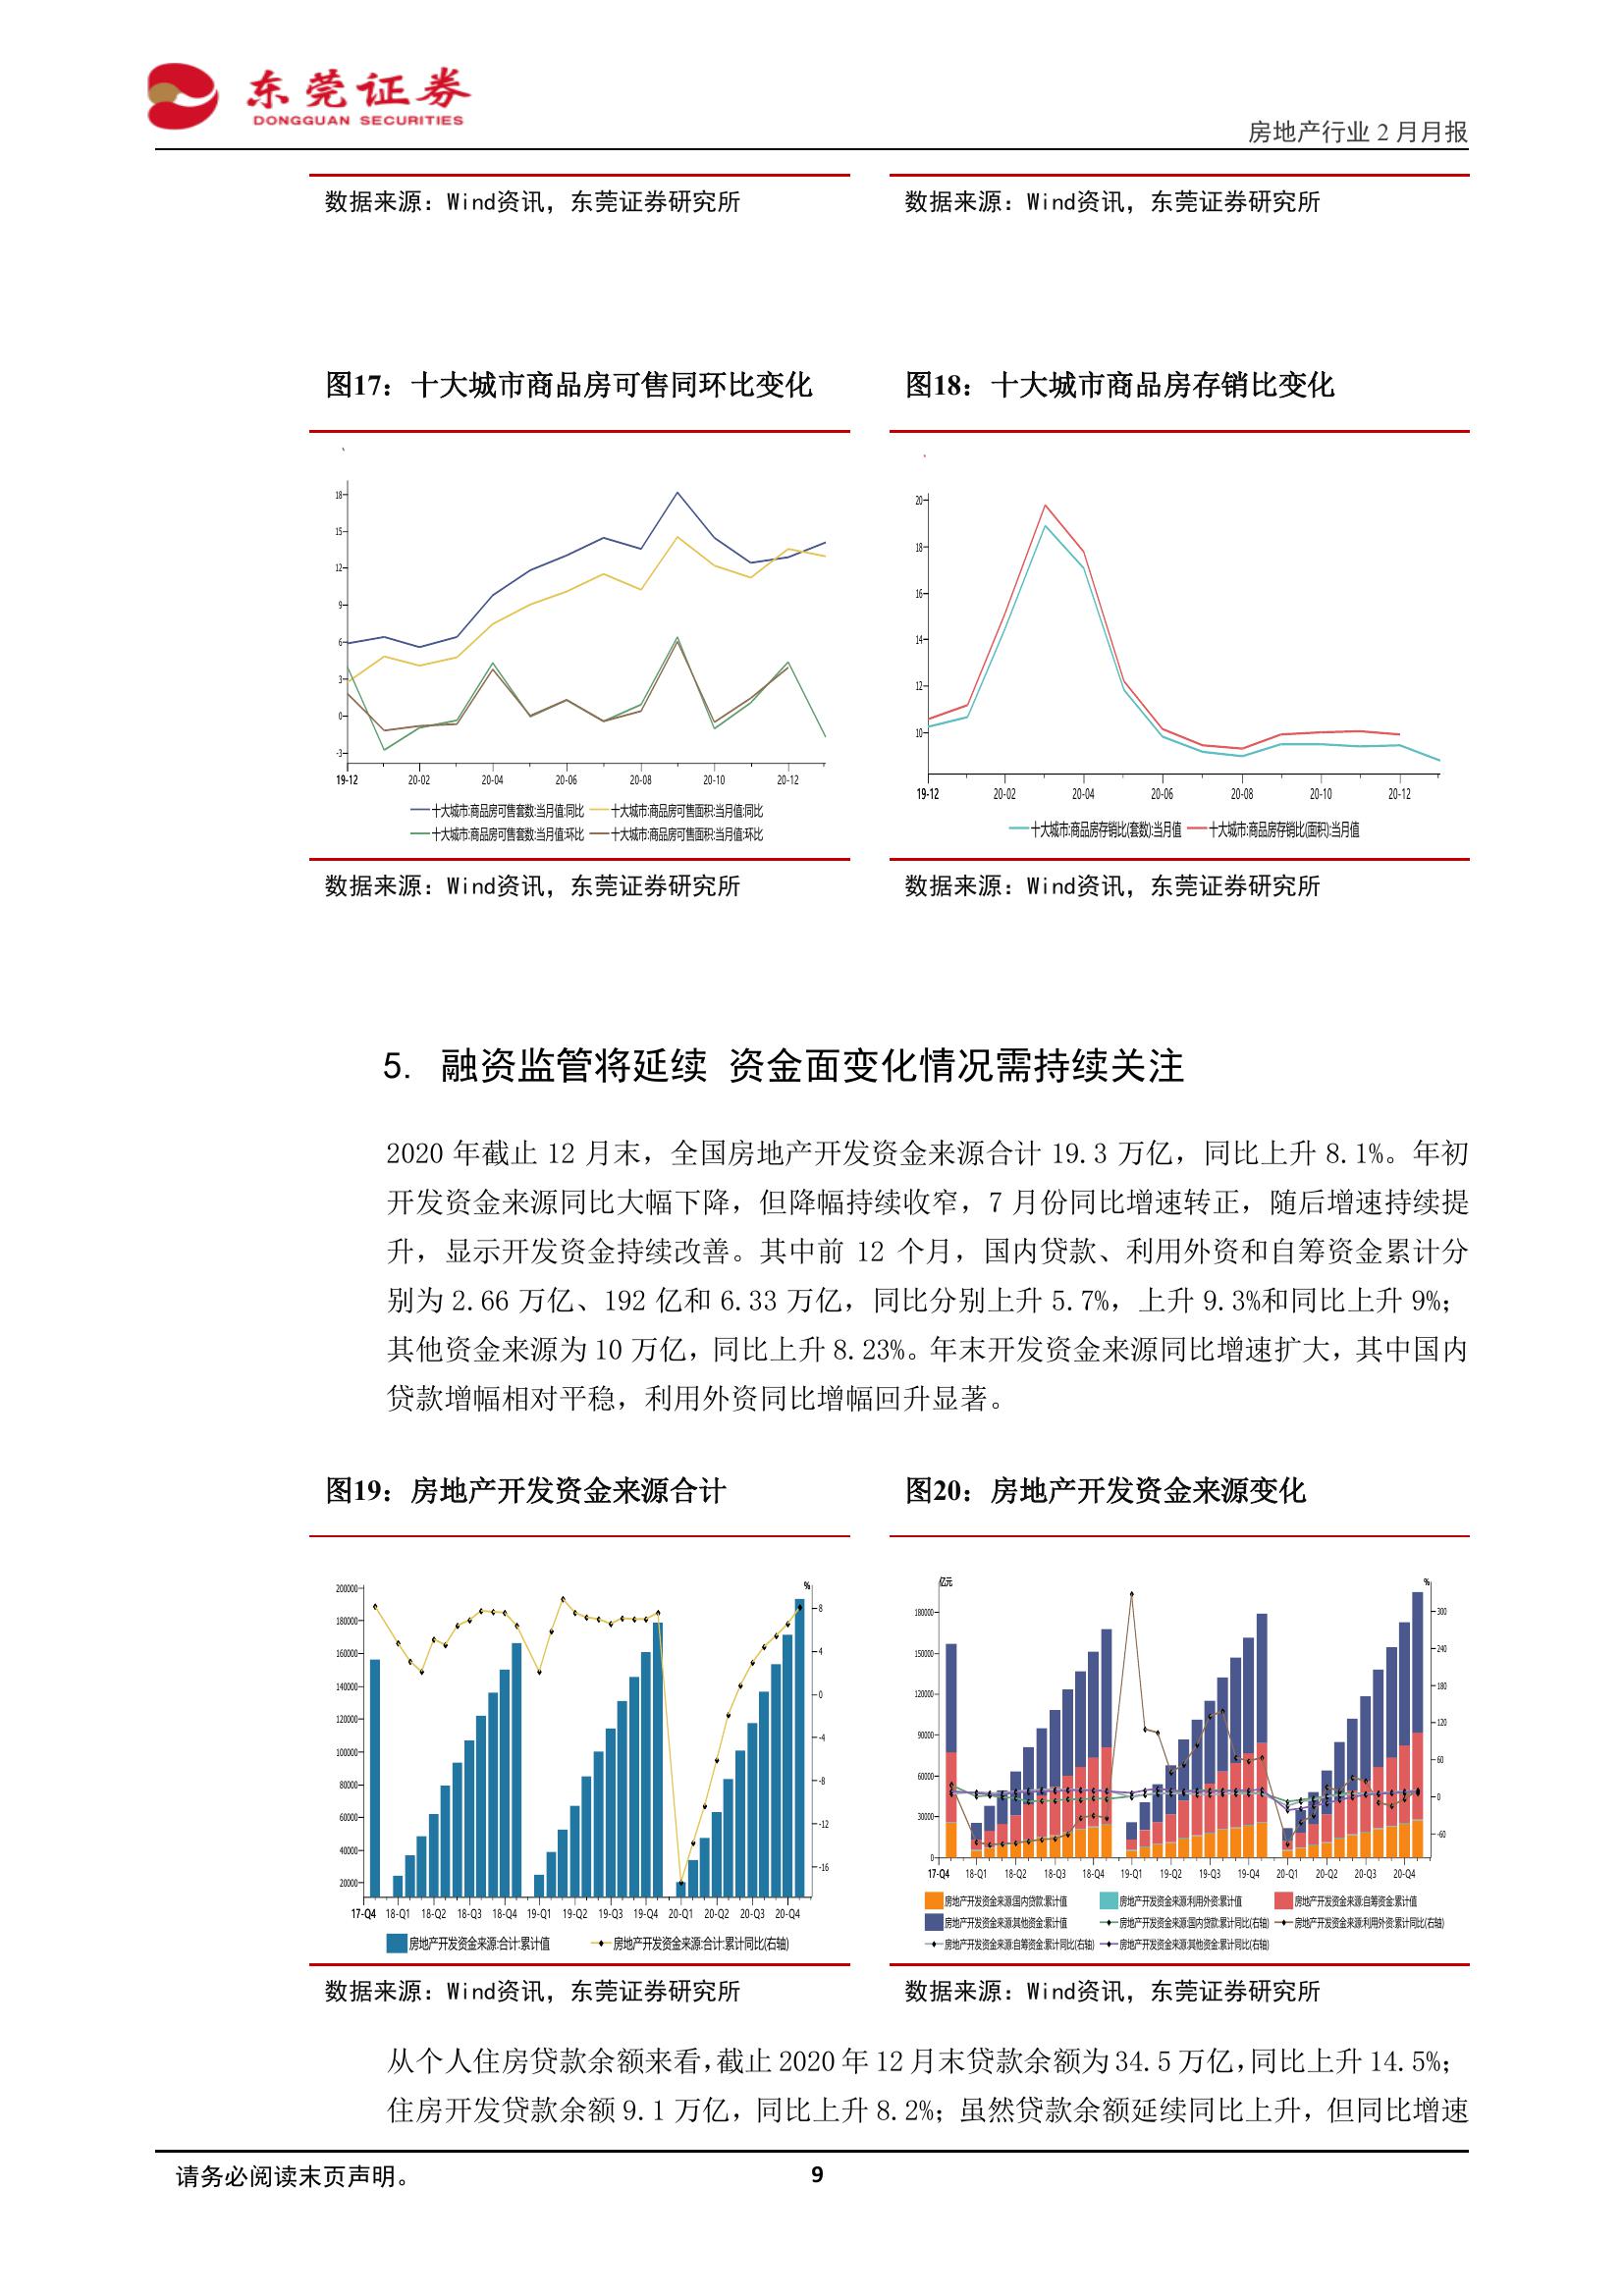 东莞证券
DONGGUAN SECURITIES
房地产行业 2 月月报
数据来源：Wind资讯，东莞证券研究所
数据来源：Wind资讯，东莞证券研究所
图17：十大城市商品房可售同环比变化
图18：十大城市商品房存销比变化
18
15
12
9
6
3
0
-3
19-12
20-02
20-04
20-06
20-08
20-10
20-12
十大城市:商品房可售套数:当月值:同比
十大城市:商品房可售面积:当月值:同比
十大城市:商品房可售套数:当月值:环比
十大城市:商品房可售面积:当月值:环比
20
18
16
14
12
10
19-12
20-02
20-04
20-06
20-08
20-10
20-12
十大城市:商品房存销比(套数):当月值
十大城市:商品房存销比(面积):当月值
数据来源：Wind资讯，东莞证券研究所
数据来源：Wind资讯，东莞证券研究所
5. 融资监管将延续 资金面变化情况需持续关注
2020 年截止 12 月末，全国房地产开发资金来源合计 19.3 万亿，同比上升 8.1%。年初
开发资金来源同比大幅下降，但降幅持续收窄，7 月份同比增速转正，随后增速持续提
升，显示开发资金持续改善。其中前 12 个月，国内贷款、利用外资和自筹资金累计分
别为 2.66 万亿、192 亿和 6.33 万亿，同比分别上升 5.7%，上升 9.3%和同比上升 9%；
其他资金来源为 10 万亿，同比上升 8.23%。年末开发资金来源同比增速扩大，其中国内
贷款增幅相对平稳，利用外资同比增幅回升显著。
图19：房地产开发资金来源合计
图20：房地产开发资金来源变化
200000
180000
160000
140000
120000
100000
80000
60000
40000
20000
%
8
4
0
-4
-8
-12
-16
17-Q4
18-Q1
18-Q2
18-Q3
18-Q4
19-Q1
19-Q2
19-Q3
19-Q4
20-Q1
20-Q2
20-Q3
20-Q4
房地产开发资金来源:合计:累计值
房地产开发资金来源:合计:累计同比(右轴)
亿元
180000
150000
120000
90000
60000
30000
0
%
300
240
180
120
60
0
-60
17-Q4
18-Q1
18-Q2
18-Q3
18-Q4
19-Q1
19-Q2
19-Q3
19-Q4
20-Q1
20-Q2
20-Q3
20-Q4
房地产开发资金来源:国内贷款:累计值
房地产开发资金来源:利用外资:累计值
房地产开发资金来源:自筹资金:累计值
房地产开发资金来源:其他资金:累计值
房地产开发资金来源:国内贷款:累计同比(右轴)
房地产开发资金来源:利用外资:累计同比(右轴)
房地产开发资金来源:自筹资金:累计同比(右轴)
房地产开发资金来源:其他资金:累计同比(右轴)
数据来源：Wind资讯，东莞证券研究所
数据来源：Wind资讯，东莞证券研究所
从个人住房贷款余额来看，截止 2020 年 12 月末贷款余额为 34.5 万亿，同比上升 14.5%；
住房开发贷款余额 9.1 万亿，同比上升 8.2%；虽然贷款余额延续同比上升，但同比增速
请务必阅读末页声明。
9